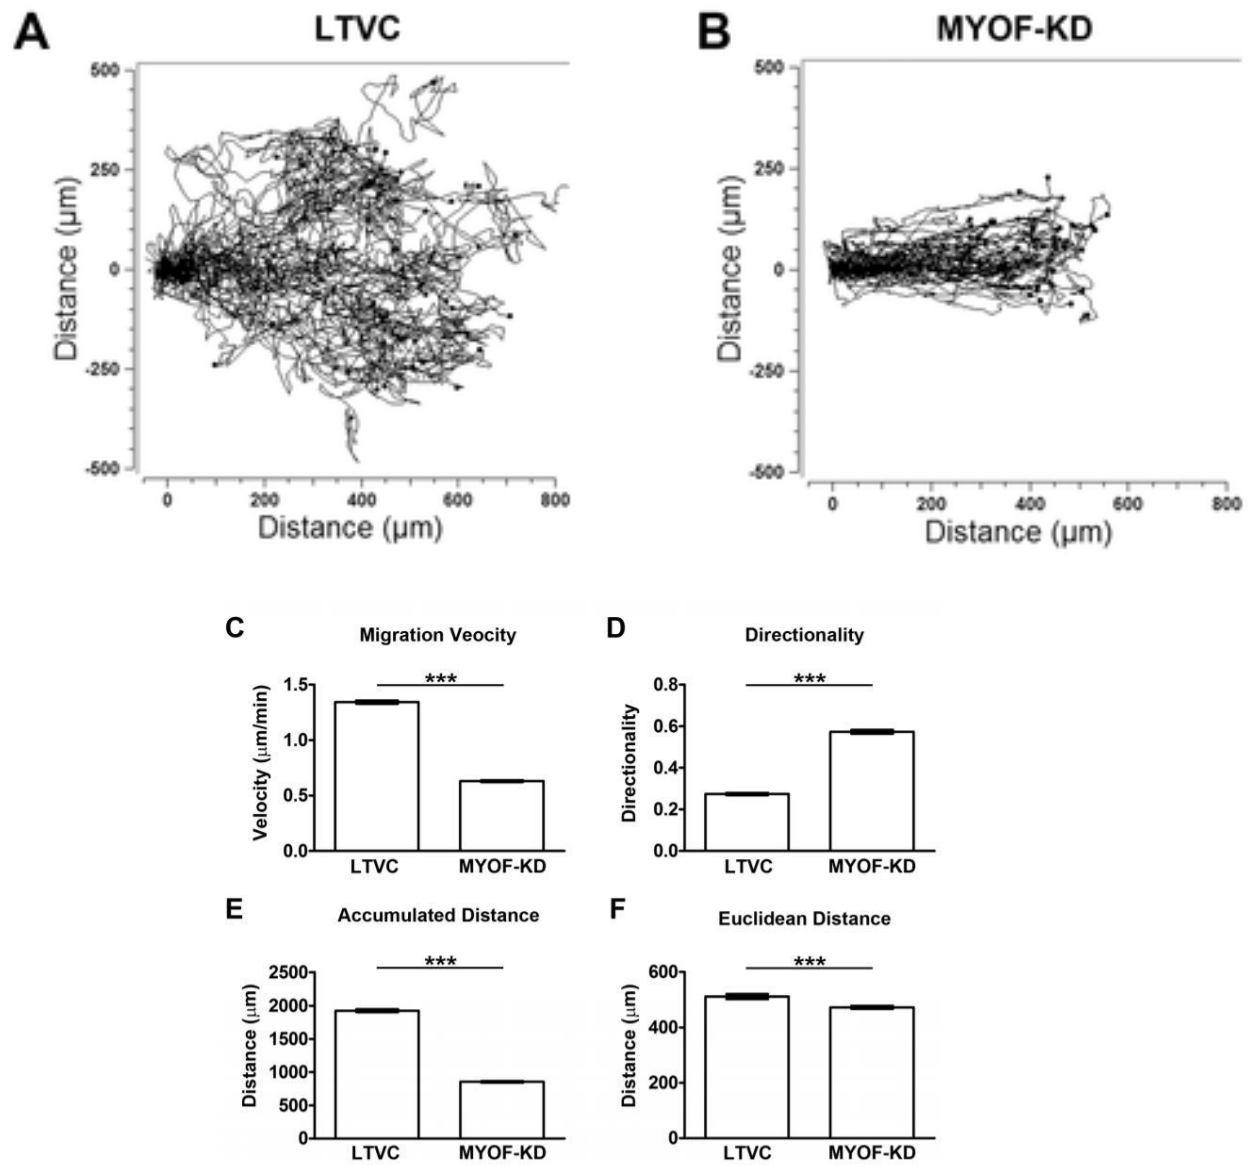 A LTVC
500
250
0
-250
-500
Distance (µm)
0 200 400 600 800
Distance (µm)
B MYOF-KD
500
250
0
-250
-500
Distance (µm)
0 200 400 600 800
Distance (µm)
C Migration Veocity
***
1.5
1.0
0.5
0.0
Velocity (µm/min)
LTVC MYOF-KD
D Directionality
***
0.8
0.6
0.4
0.2
0.0
Directionality
LTVC MYOF-KD
E Accumulated Distance
***
2500
2000
1500
1000
500
0
Distance (µm)
LTVC MYOF-KD
F Euclidean Distance
***
600
400
200
0
Distance (µm)
LTVC MYOF-KD